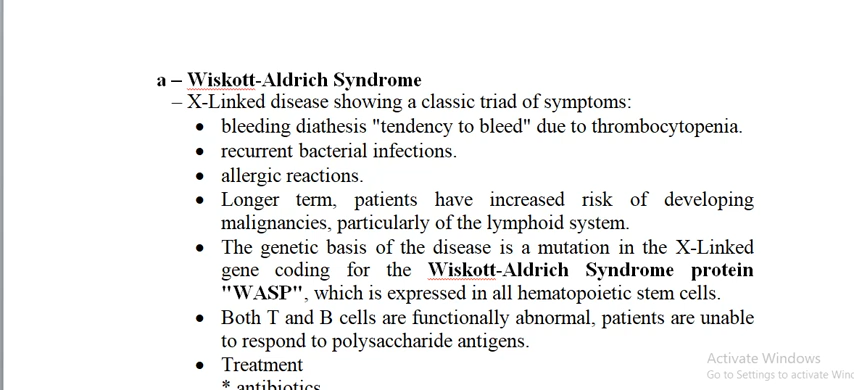 a – Wiskott-Aldrich Syndrome
– X-Linked disease showing a classic triad of symptoms:
• bleeding diathesis "tendency to bleed" due to thrombocytopenia.
• recurrent bacterial infections.
• allergic reactions.
• Longer term, patients have increased risk of developing
malignancies, particularly of the lymphoid system.
• The genetic basis of the disease is a mutation in the X-Linked
gene coding for the Wiskott-Aldrich Syndrome protein
"WASP", which is expressed in all hematopoietic stem cells.
• Both T and B cells are functionally abnormal, patients are unable
to respond to polysaccharide antigens.
• Treatment
* antibiotics
Activate Windows
Go to Settings to activate Winc